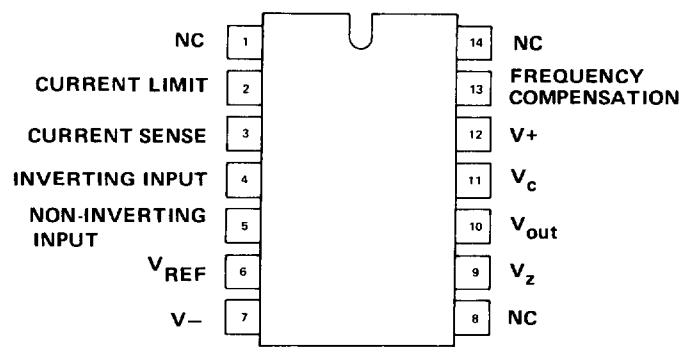 NC 1 14 NC
CURRENT LIMIT 2 13 FREQUENCY
COMPENSATION
CURRENT SENSE 3 12 V+
INVERTING INPUT 4 11 Vc
NON-INVERTING
INPUT 5 10 Vout
VREF 6 9 Vz
V– 7 8 NC